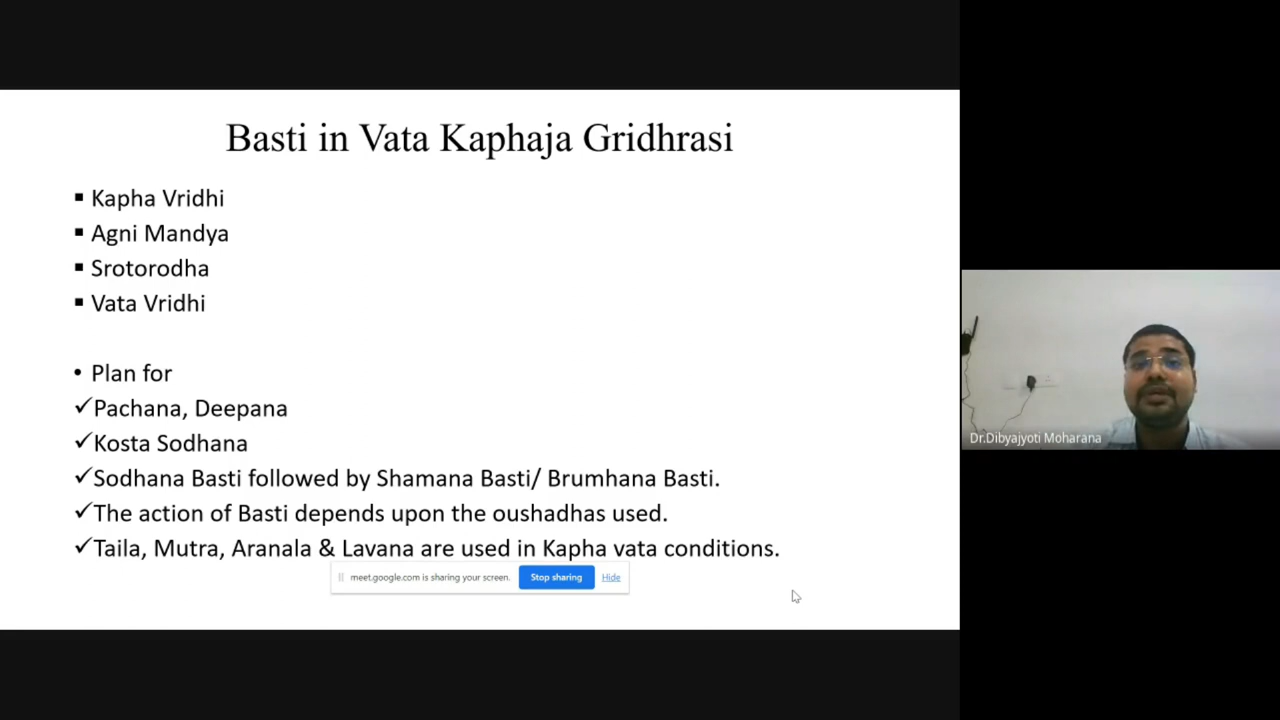 Basti in Vata Kaphaja Gridhrasi
▪ Kapha Vridhi
▪ Agni Mandya
▪ Srotorodha
▪ Vata Vridhi
• Plan for
✓Pachana, Deepana
✓Kosta Sodhana
✓Sodhana Basti followed by Shamana Basti/ Brumhana Basti.
✓The action of Basti depends upon the oushadhas used.
✓Taila, Mutra, Aranala & Lavana are used in Kapha vata conditions.
meet.google.com is sharing your screen. Stop sharing Hide
Dr.Dibyajyoti Moharana